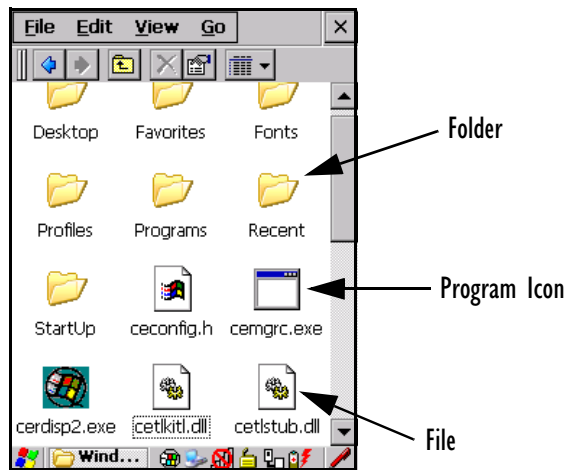 File Edit View Go
Desktop Favorites Fonts
Folder
Profiles Programs Recent
Program Icon
StartUp ceconfig.h cemgrc.exe
cerdisp2.exe cetlkitl.dll cetlstub.dll
File
Wind...